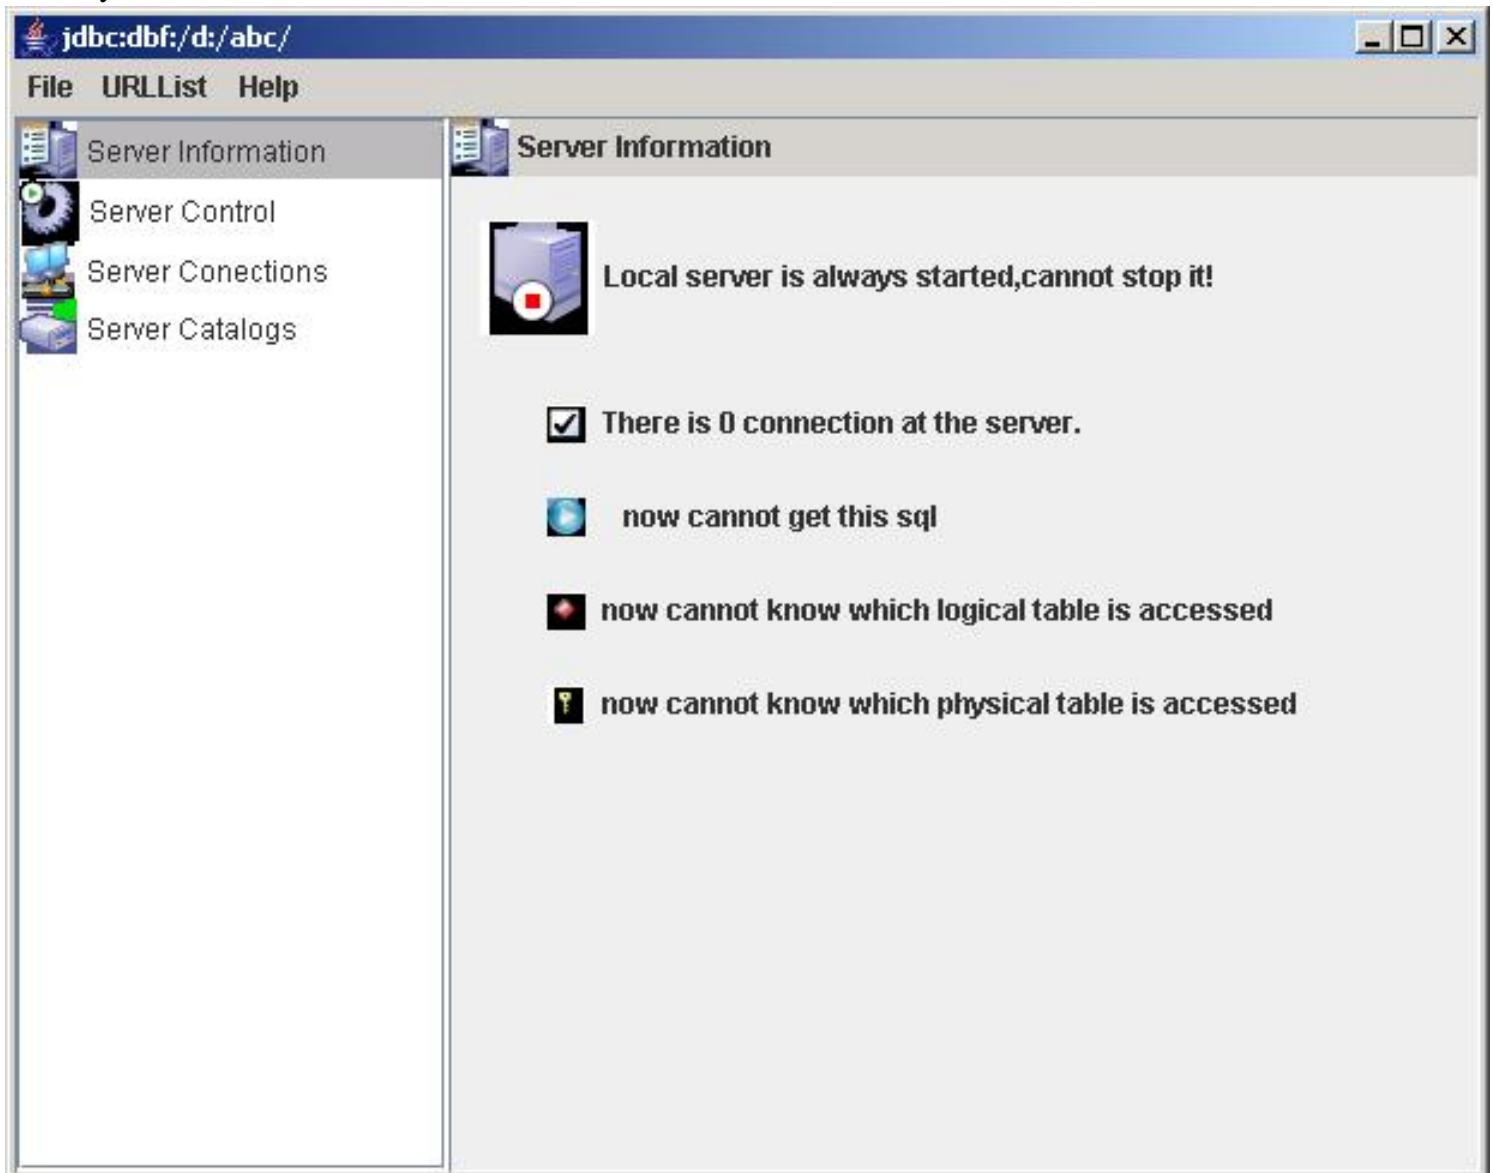 jdbc:dbf:/d:/abc/
File URLList Help
Server Information
Server Control
Server Conections
Server Catalogs
Server Information
Local server is always started,cannot stop it!
There is 0 connection at the server.
now cannot get this sql
now cannot know which logical table is accessed
now cannot know which physical table is accessed